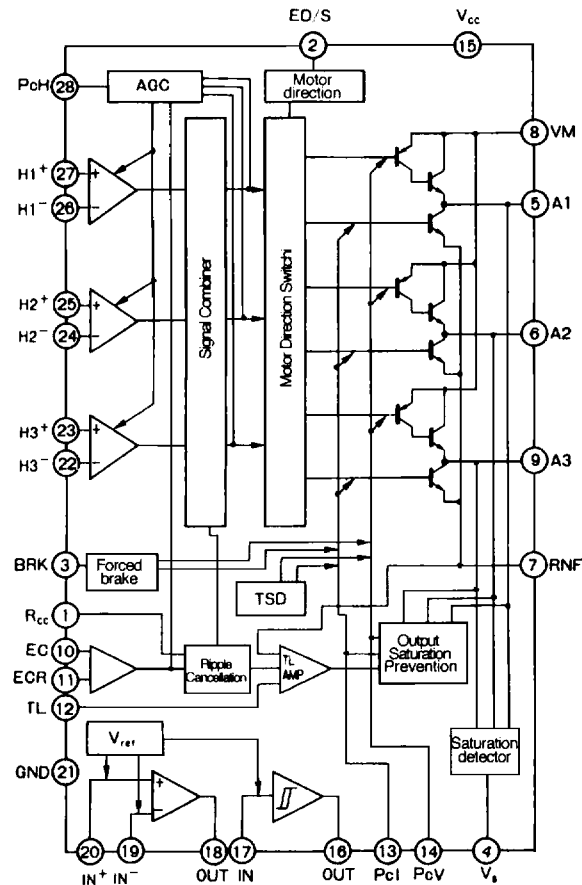 ED/S
Vcc
2
15
PcH
28
AGC
Motor
direction
8
VM
H1+
27
+
H1-
26
-
5
A1
Signal Combiner
Motor Direction Switchi
H2+
25
+
H2-
24
-
6
A2
H3+
23
+
H3-
22
-
9
A3
BRK
3
Forced
brake
TSD
7
RNF
Rcc
1
EC
10
ECR
11
Ripple
Cancellation
TL
AMP
Output
Saturation
Prevention
TL
12
GND
21
Vref
+
-
Saturation
detector
20
19
18
17
16
13
14
4
IN+
IN-
OUT
IN
OUT
PcI
PcV
Vs